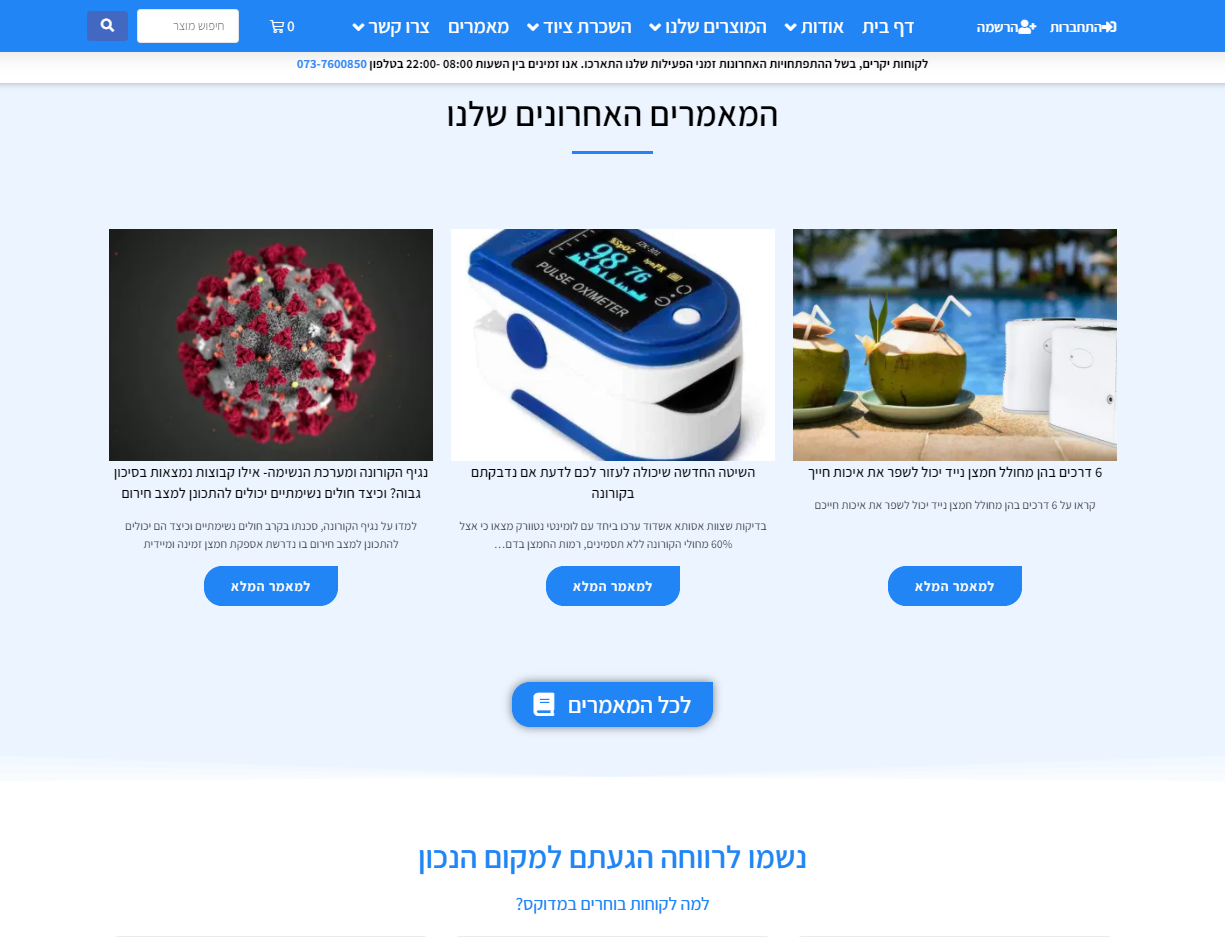 התחברות
הרשמה
דף בית
אודות
המוצרים שלנו
השכרת ציוד
מאמרים
צרו קשר
0
חיפוש מוצר
לקוחות יקרים, בשל ההתפתחויות האחרונות זמני הפעילות שלנו התארכו. אנו זמינים בין השעות 08:00 -22:00 בטלפון 073-7600850
המאמרים האחרונים שלנו
%SpO2
98 76
PULSE OXIMETER
6 דרכים בהן מחולל חמצן נייד יכול לשפר את איכות חייך
קראו על 6 דרכים בהן מחולל חמצן נייד יכול לשפר את איכות חייכם
למאמר המלא
השיטה החדשה שיכולה לעזור לכם לדעת אם נדבקתם
בקורונה
בדיקות שצוות אסותא אשדוד ערכו ביחד עם לומינטי נטוורק מצאו כי אצל
60% מחולי הקורונה ללא תסמינים, רמות החמצן בדם…
למאמר המלא
נגיף הקורונה ומערכת הנשימה- אילו קבוצות נמצאות בסיכון
גבוה? וכיצד חולים נשימתיים יכולים להתכונן למצב חירום
למדו על נגיף הקורונה, סכנתו בקרב חולים נשימתיים וכיצד הם יכולים
להתכונן למצב חירום בו נדרשת אספקת חמצן זמינה ומיידית
למאמר המלא
לכל המאמרים
נשמו לרווחה הגעתם למקום הנכון
למה לקוחות בוחרים במדוקס?